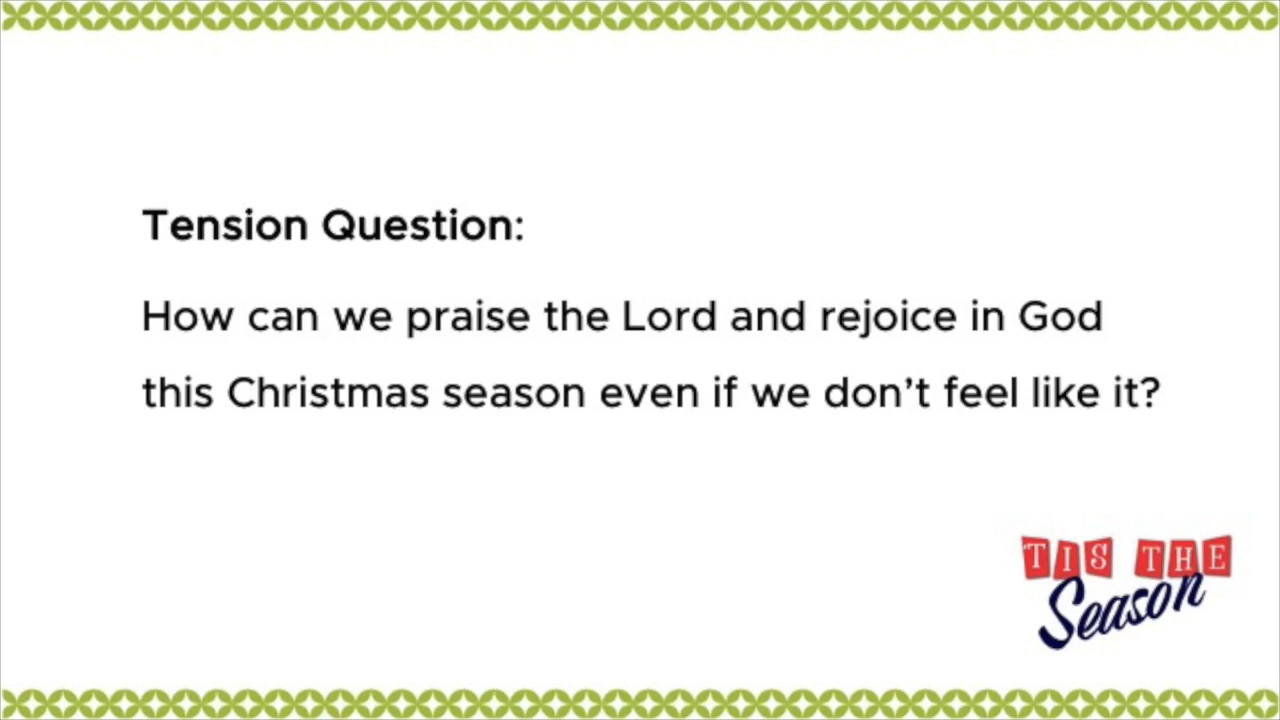 Tension Question:
How can we praise the Lord and rejoice in God
this Christmas season even if we don’t feel like it?
TIS THE
Season